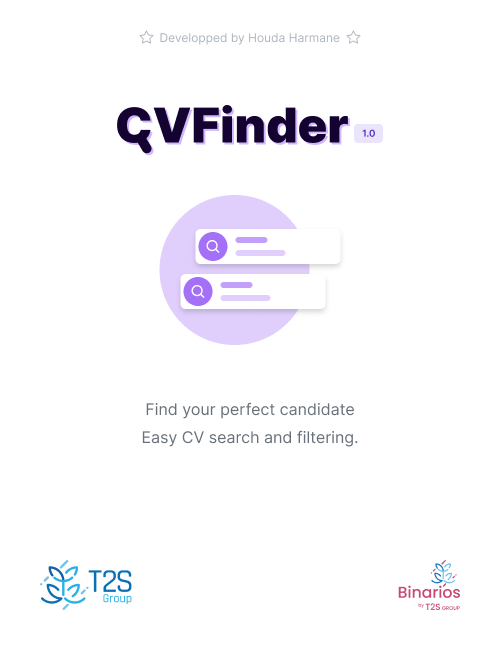 Developped by Houda Harmane
CVFinder 1.0
Find your perfect candidate
Easy CV search and filtering.
T2S
Group
Binarios
by T2S GROUP